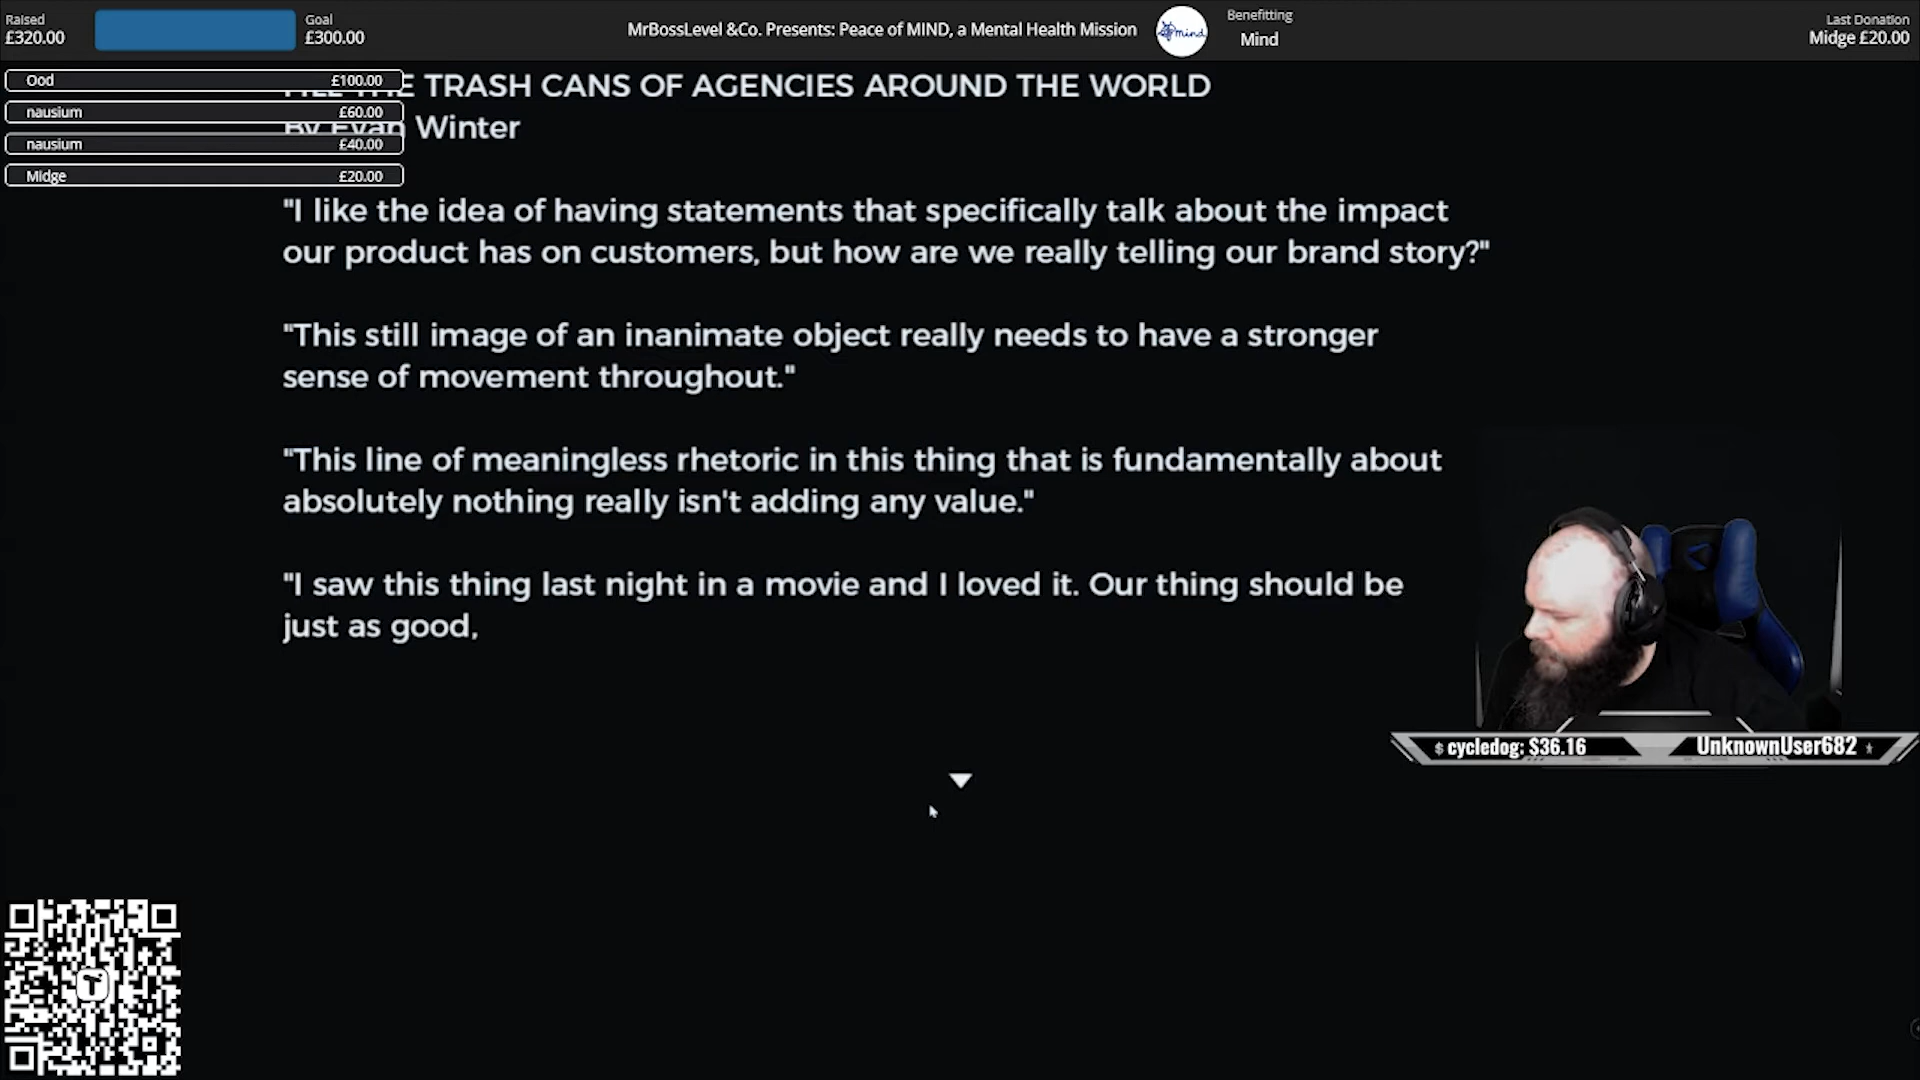 Raised
£320.00
Goal
£300.00
MrBossLevel &Co. Presents: Peace of MIND, a Mental Health Mission
mind
Benefitting
Mind
Last Donation
Midge £20.00
Ood £100.00
nausium £60.00
nausium £40.00
Midge £20.00
TRASH CANS OF AGENCIES AROUND THE WORLD
By Evan Winter
"I like the idea of having statements that specifically talk about the impact
our product has on customers, but how are we really telling our brand story?"
"This still image of an inanimate object really needs to have a stronger
sense of movement throughout."
"This line of meaningless rhetoric in this thing that is fundamentally about
absolutely nothing really isn't adding any value."
"I saw this thing last night in a movie and I loved it. Our thing should be
just as good,
$ cycledog: $36.16
UnknownUser682